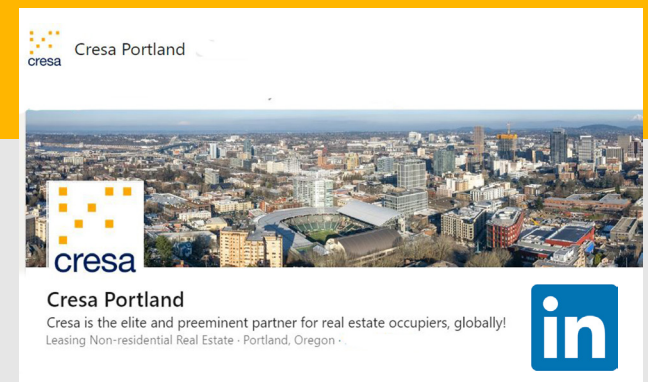 cresa
Cresa Portland
cresa
Cresa Portland
Cresa is the elite and preeminent partner for real estate occupiers, globally!
Leasing Non-residential Real Estate · Portland, Oregon ·
in